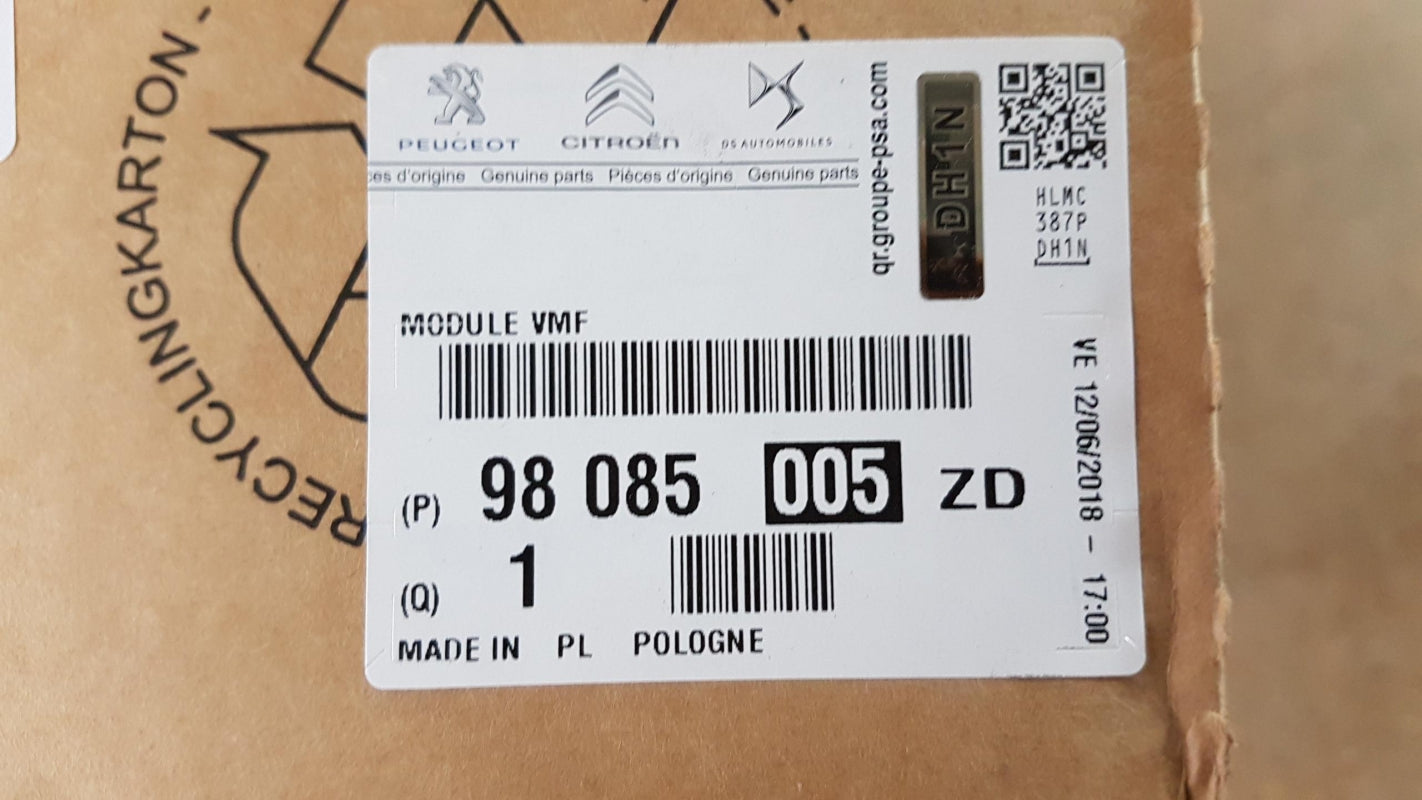 RECYCLINGKARTON -
PEUGEOT CITROËN DS AUTOMOBILES
ces d'origine Genuine parts Pièces d'origine Genuine parts
qr.groupe-psa.com
DH1N
HLMC
387P
DH1N
MODULE VMF
(P) 98 085 005 ZD
(Q) 1
MADE IN PL POLOGNE
VE 12/06/2018 - 17:00